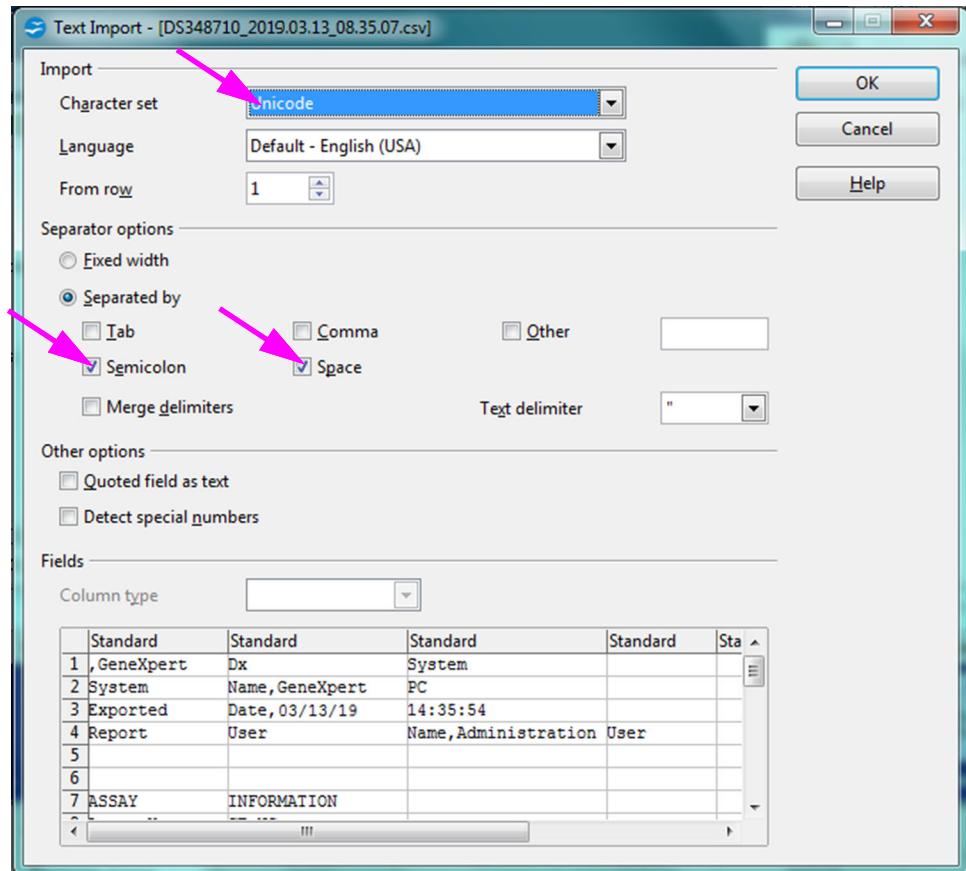 Text Import - [DS348710_2019.03.13_08.35.07.csv]
Import
OK
Character set Unicode
Cancel
Language Default - English (USA)
From row 1
Help
Separator options
Fixed width
Separated by
Tab Comma Other
Semicolon Space
Merge delimiters Text delimiter "
Other options
Quoted field as text
Detect special numbers
Fields
Column type
Standard Standard Standard Standard Sta
1 ,GeneXpert Dx System
2 System Name,GeneXpert PC
3 Exported Date,03/13/19 14:35:54
4 Report User Name,Administration User
5
6
7 ASSAY INFORMATION